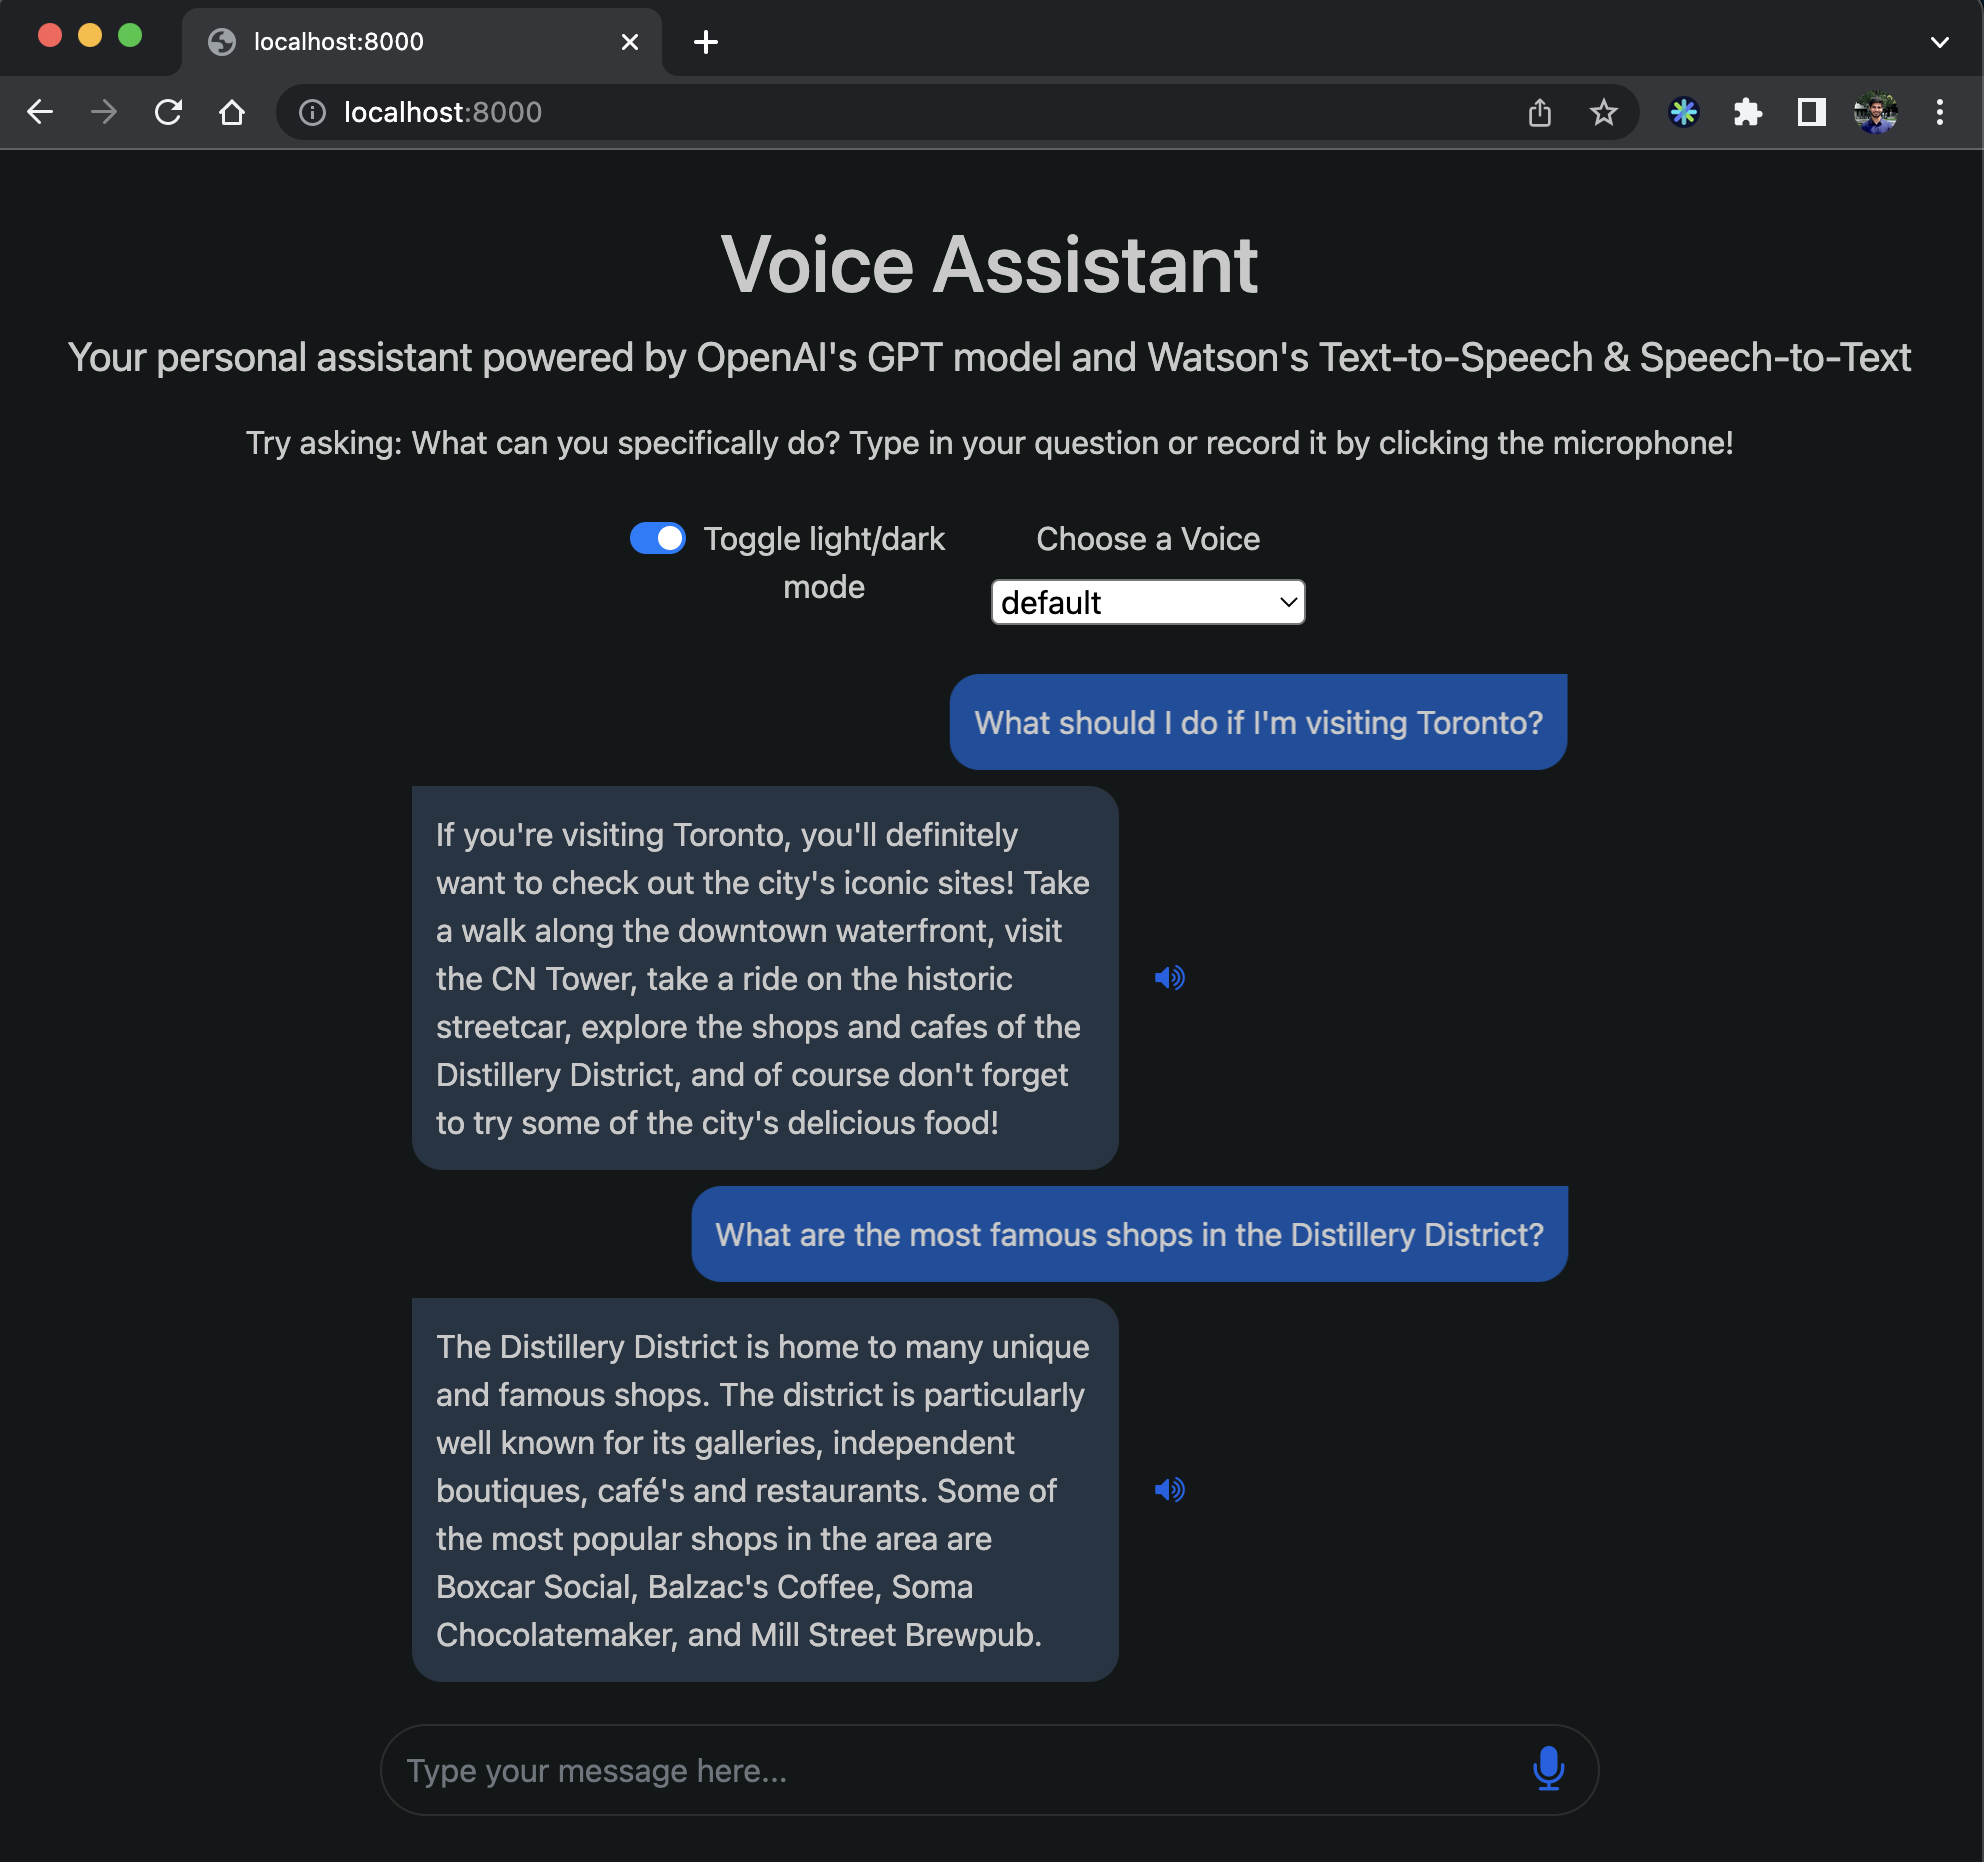 localhost:8000
localhost:8000
Voice Assistant
Your personal assistant powered by OpenAI's GPT model and Watson's Text-to-Speech & Speech-to-Text
Try asking: What can you specifically do? Type in your question or record it by clicking the microphone!
Toggle light/dark
mode
Choose a Voice
default
What should I do if I'm visiting Toronto?
If you're visiting Toronto, you'll definitely
want to check out the city's iconic sites! Take
a walk along the downtown waterfront, visit
the CN Tower, take a ride on the historic
streetcar, explore the shops and cafes of the
Distillery District, and of course don't forget
to try some of the city's delicious food!
What are the most famous shops in the Distillery District?
The Distillery District is home to many unique
and famous shops. The district is particularly
well known for its galleries, independent
boutiques, café's and restaurants. Some of
the most popular shops in the area are
Boxcar Social, Balzac's Coffee, Soma
Chocolatemaker, and Mill Street Brewpub.
Type your message here...